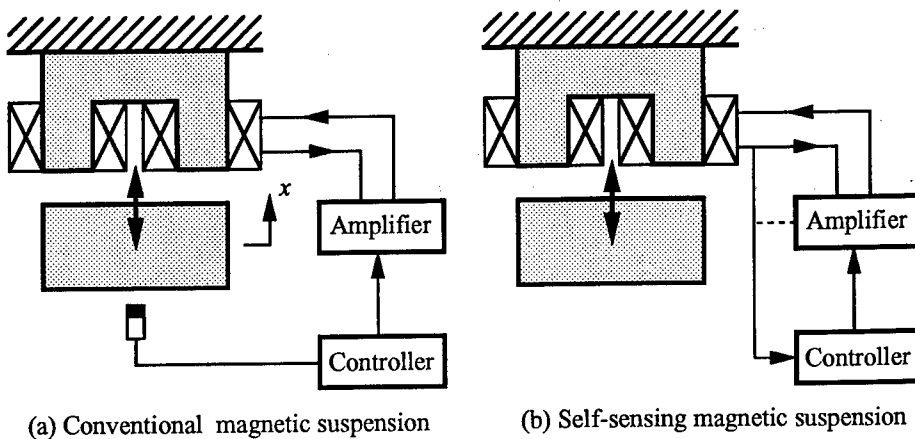 x
Amplifier
Controller
(a) Conventional magnetic suspension
Amplifier
Controller
(b) Self-sensing magnetic suspension